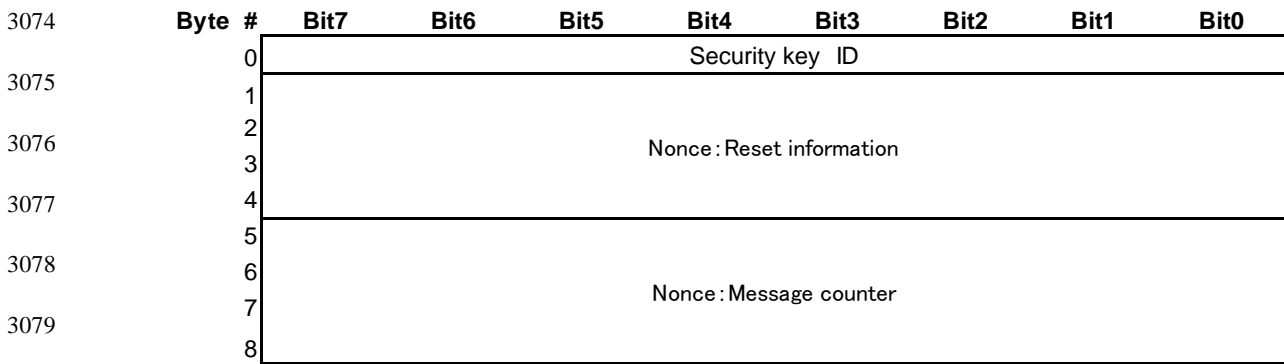 3074 Byte # Bit7 Bit6 Bit5 Bit4 Bit3 Bit2 Bit1 Bit0
0 Security key ID
3075
1
2
3076 Nonce:Reset information
3
3077 4
5
3078
6
Nonce:Message counter
7
3079
8